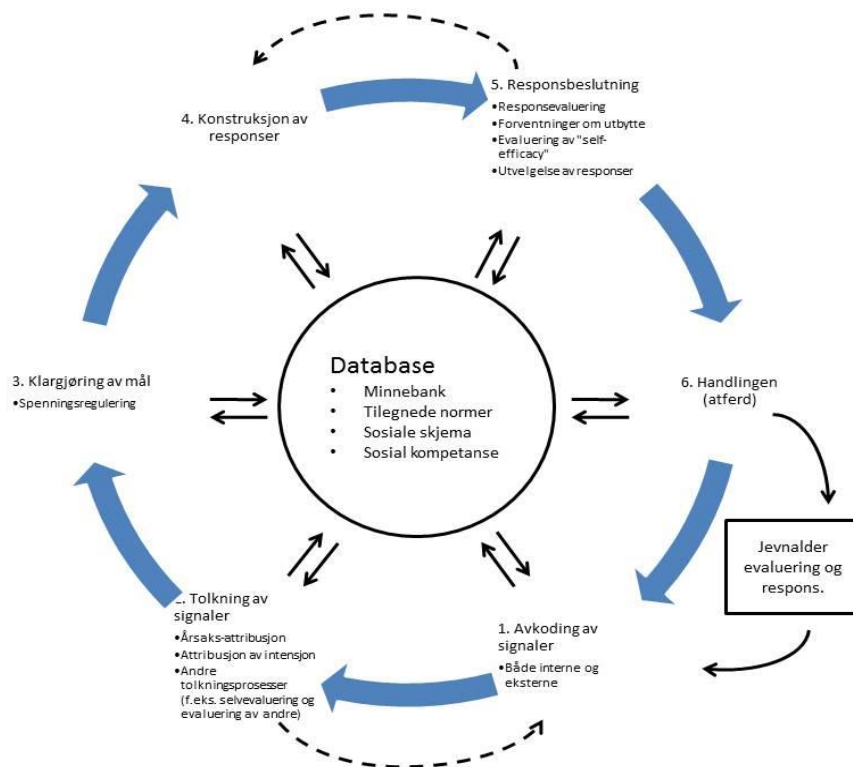 4. Konstruksjon av
responser
5. Responsbeslutning
•Responsevaluering
•Forventninger om utbytte
•Evaluering av "self-
efficacy"
•Utvelgelse av responser
3. Klargjøring av mål
•Spenningsregulering
Database
• Minnebank
• Tilegnede normer
• Sosiale skjema
• Sosial kompetanse
6. Handlingen
(atferd)
Jevnalder
evaluering og
respons.
Tolkning av
signaler
•Årsaks-attribusjon
•Attribusjon av intensjon
•Andre
tolkningsprosesser
(f.eks. selvevaluering og
evaluering av andre)
1. Avkoding av
signaler
•Både interne og
eksterne